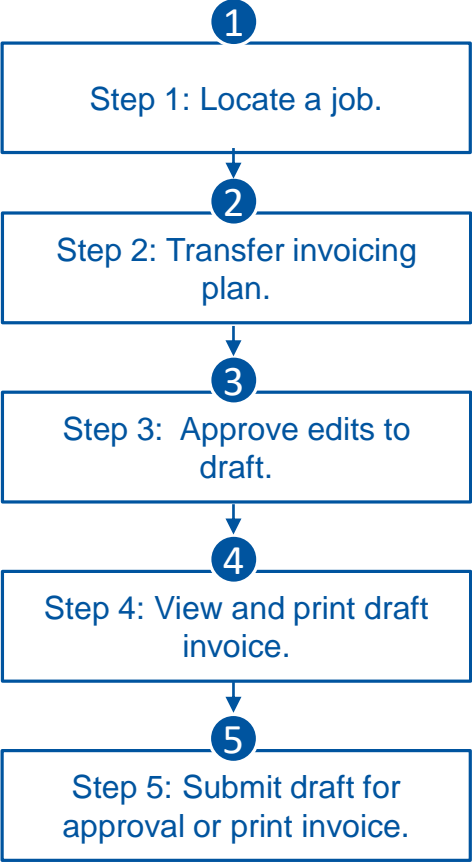 1
Step 1: Locate a job.
2
Step 2: Transfer invoicing
plan.
3
Step 3:  Approve edits to
draft.
4
Step 4: View and print draft
invoice.
5
Step 5: Submit draft for
approval or print invoice.